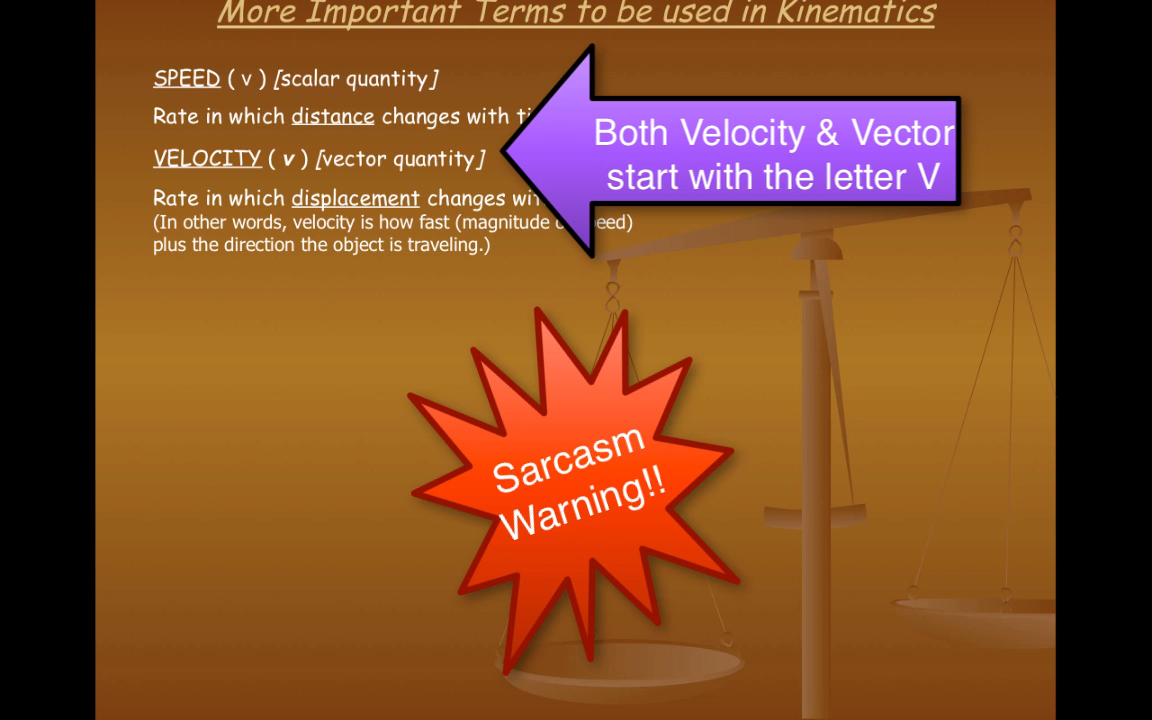 More Important Terms to be used in Kinematics
SPEED ( v ) [scalar quantity]
Rate in which distance changes with
VELOCITY ( v ) [vector quantity]
Rate in which displacement changes
(In other words, velocity is how fast (magnitude
plus the direction the object is traveling.)
Both Velocity & Vector
start with the letter V
Sarcasm
Warning!!